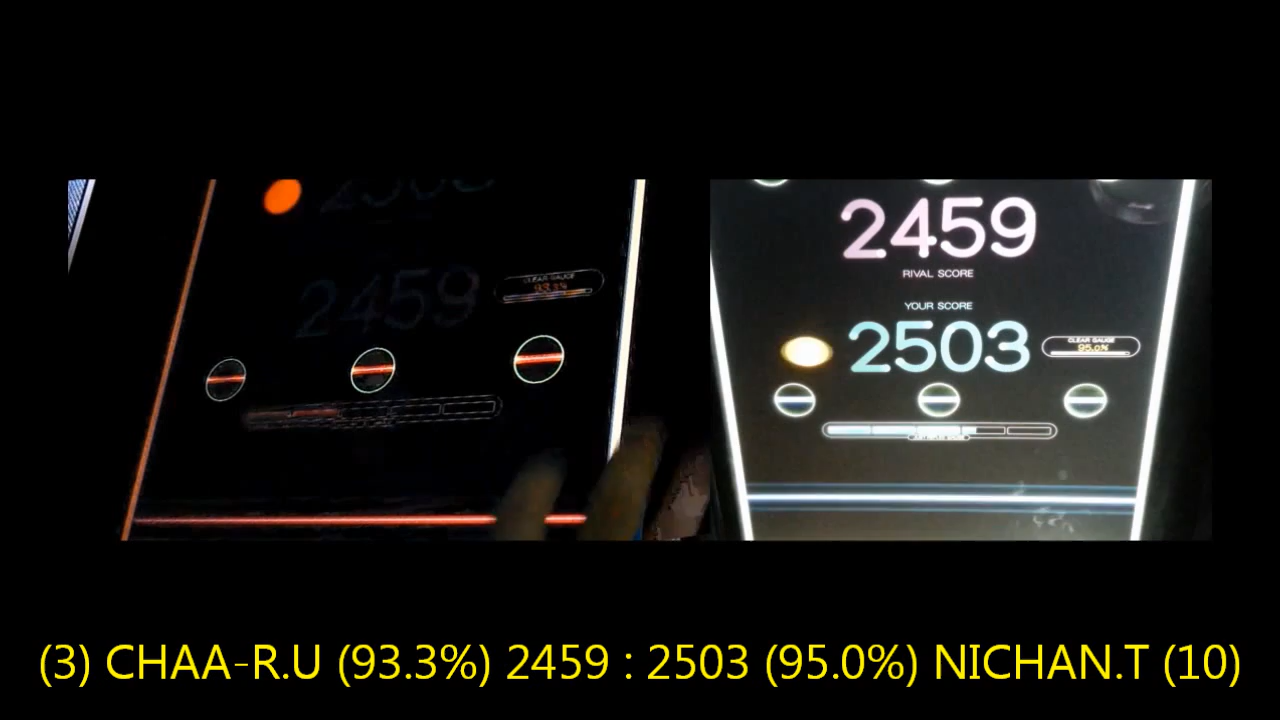 2459
CLEAR GAUGE
93.3%
2459
RIVAL SCORE
YOUR SCORE
2503
CLEAR GAUGE
95.0%
(3) CHAA-R.U (93.3%) 2459 : 2503 (95.0%) NICHAN.T (10)